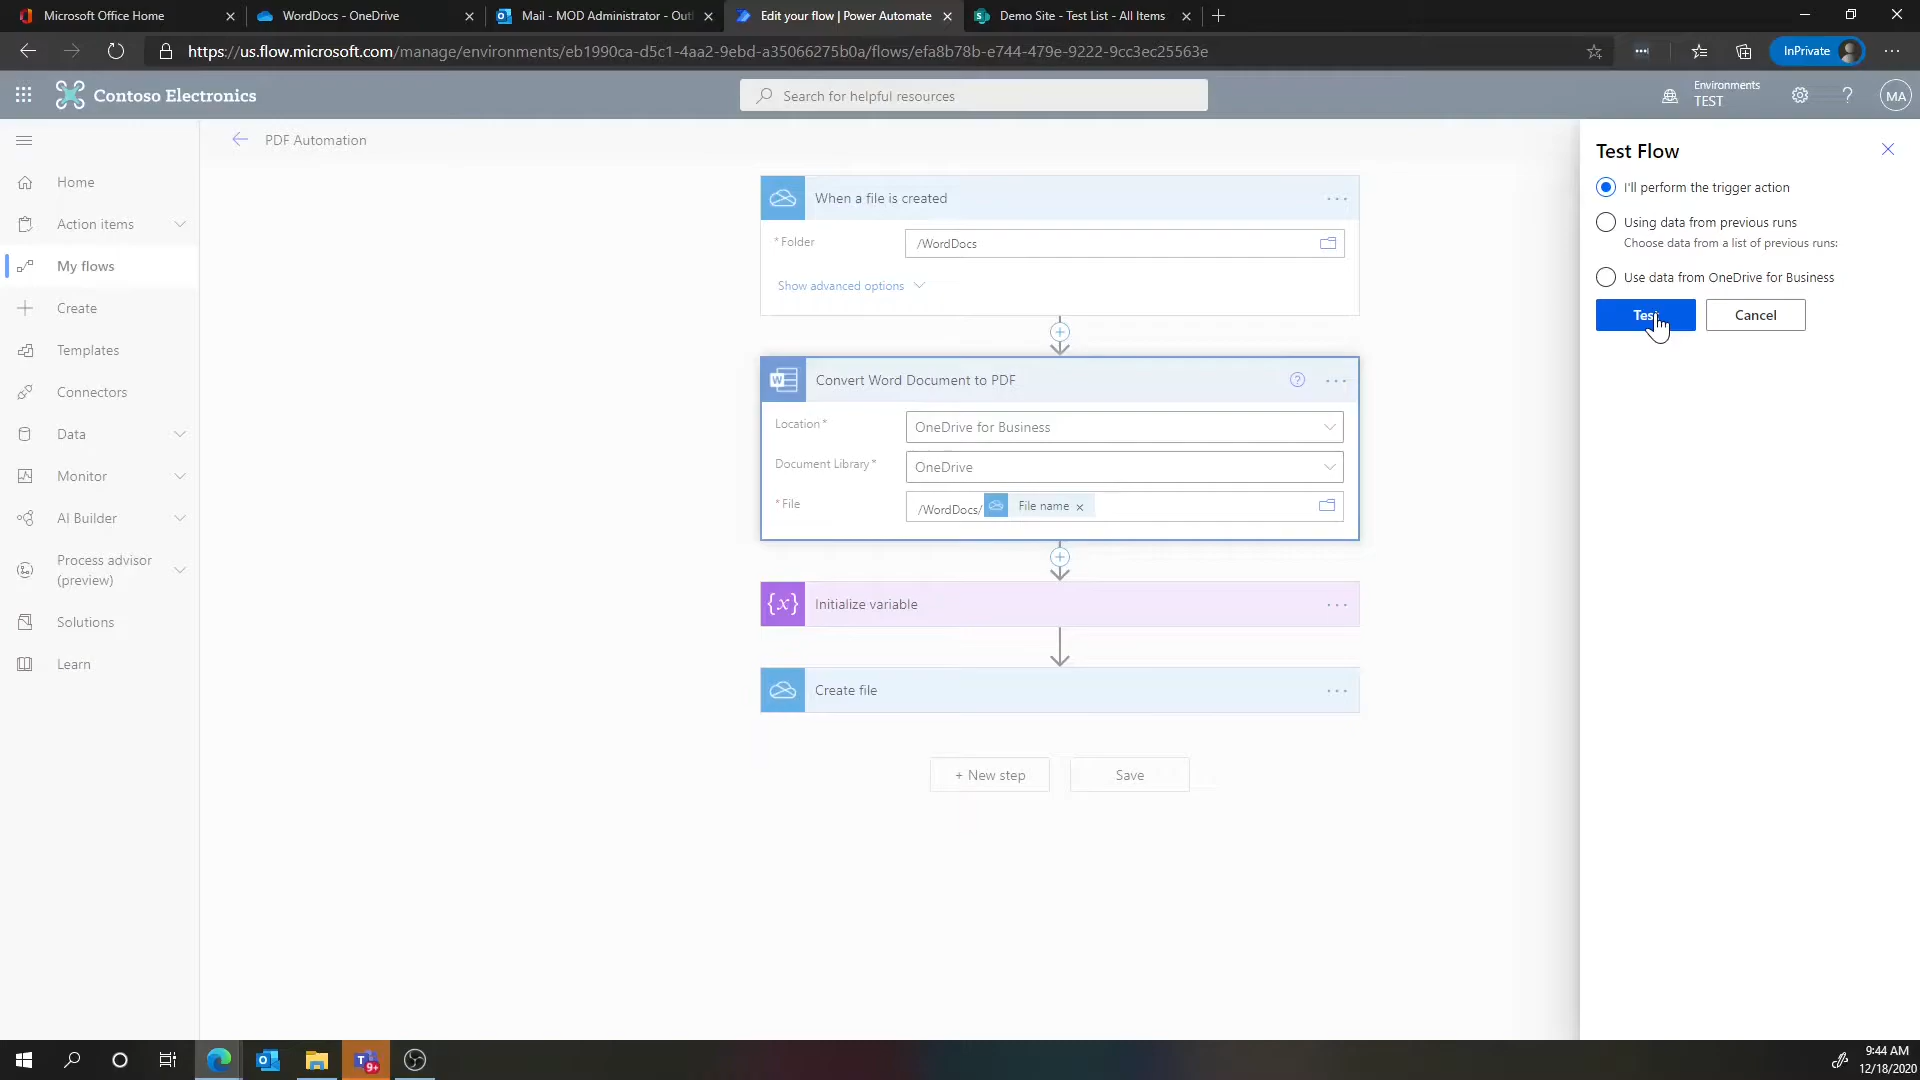 Microsoft Office Home
WordDocs - OneDrive
Mail - MOD Administrator - Outl
Edit your flow | Power Automate
Demo Site - Test List - All Items
https://us.flow.microsoft.com/manage/environments/eb1990ca-d5c1-4aa2-9ebd-a35066275b0a/flows/efa8b78b-e744-479e-9222-9cc3ec25563e
InPrivate
Contoso Electronics
Search for helpful resources
Environments
TEST
?
MA
PDF Automation
Home
Action items
My flows
Create
Templates
Connectors
Data
Monitor
AI Builder
Process advisor
(preview)
Solutions
Learn
When a file is created
* Folder
/WordDocs
Show advanced options
W
Convert Word Document to PDF
?
Location *
OneDrive for Business
Document Library *
OneDrive
* File
/WordDocs/
File name ×
{x}
Initialize variable
Create file
+ New step
Save
Test Flow
I'll perform the trigger action
Using data from previous runs
Choose data from a list of previous runs:
Use data from OneDrive for Business
Cancel
9+
9:44 AM
12/18/2020